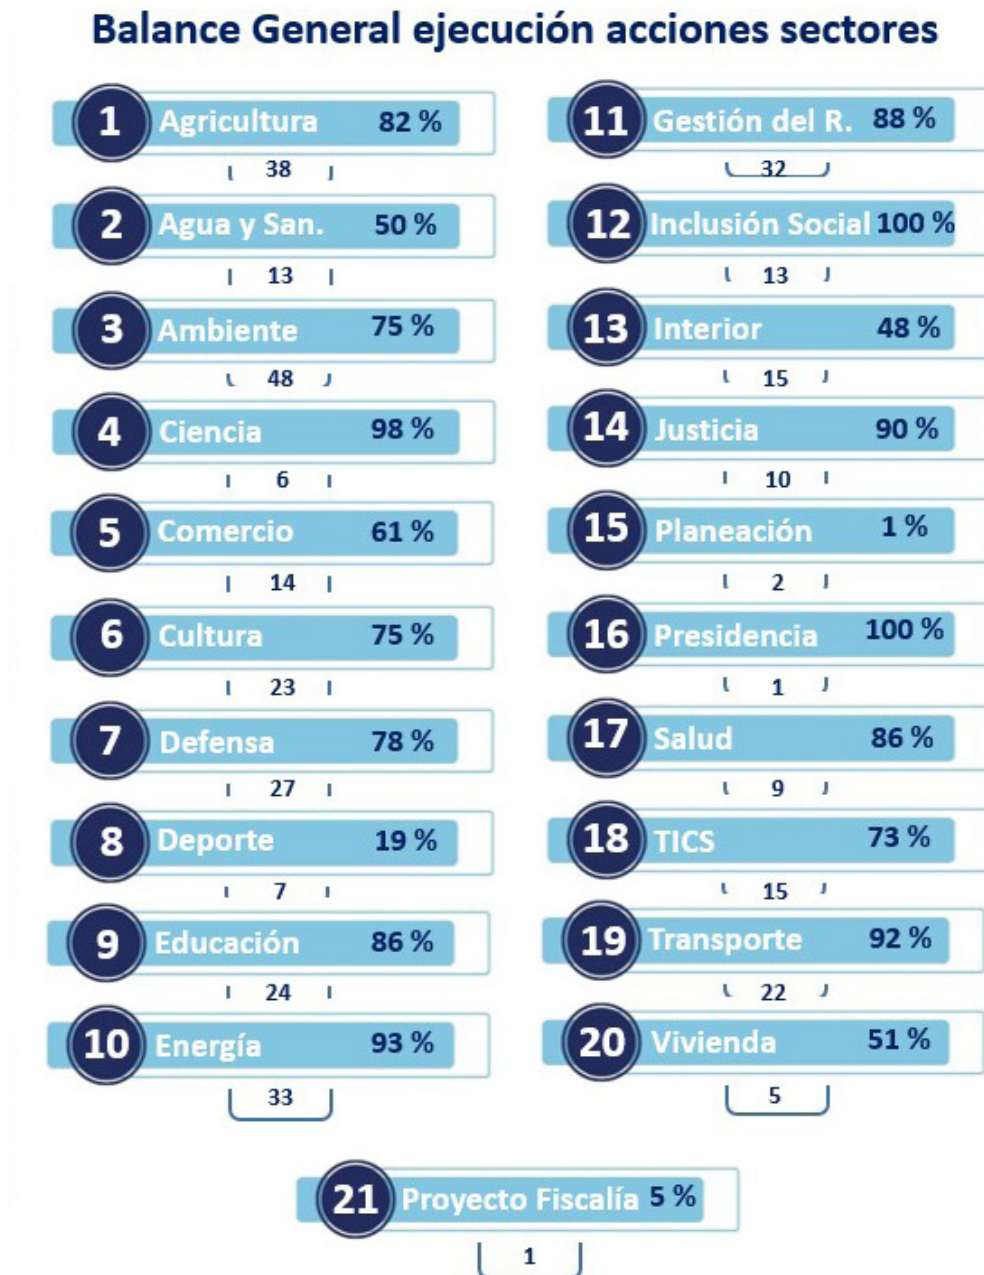 Balance General ejecución acciones sectores
1 Agricultura 82 %
38
2 Agua y San. 50 %
13
3 Ambiente 75 %
48
4 Ciencia 98 %
6
5 Comercio 61 %
14
6 Cultura 75 %
23
7 Defensa 78 %
27
8 Deporte 19 %
7
9 Educación 86 %
24
10 Energía 93 %
33
11 Gestión del R. 88 %
32
12 Inclusión Social 100 %
13
13 Interior 48 %
15
14 Justicia 90 %
10
15 Planeación 1 %
2
16 Presidencia 100 %
1
17 Salud 86 %
9
18 TICS 73 %
15
19 Transporte 92 %
22
20 Vivienda 51 %
5
21 Proyecto Fiscalía 5 %
1